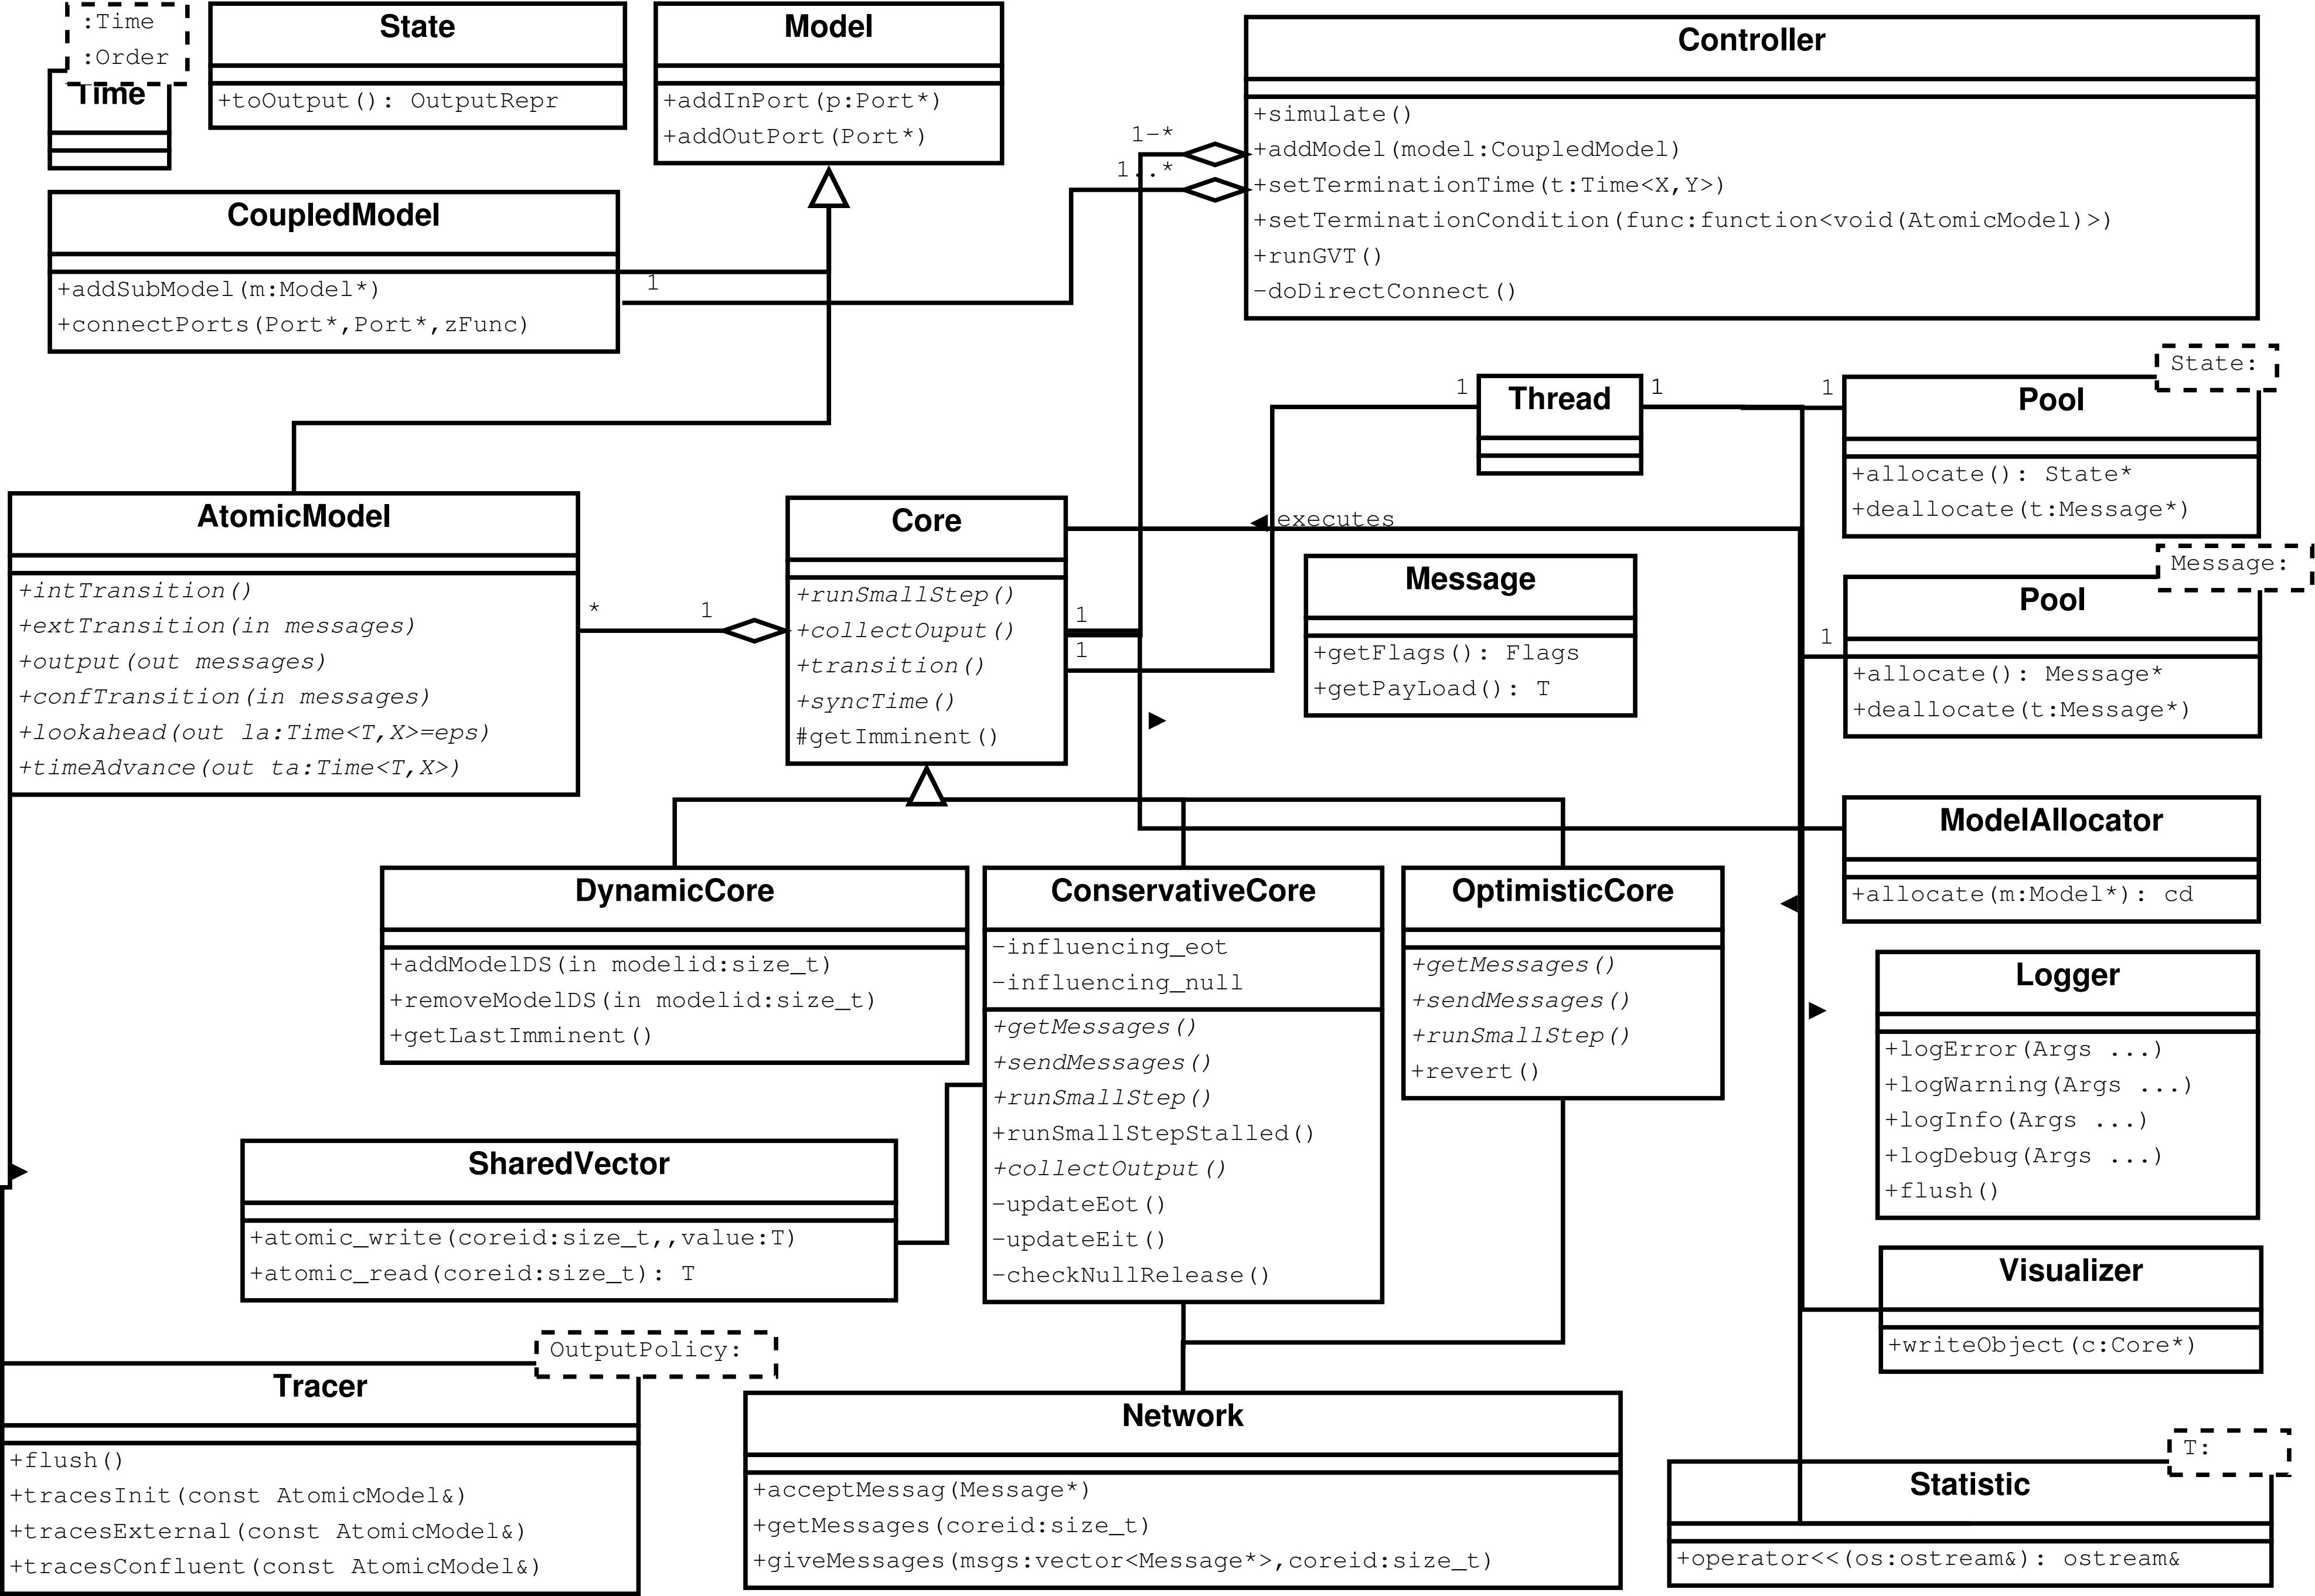 :Time
:Order
Time
State
+toOutput(): OutputRepr
Model
+addInPort(p:Port*)
+addOutPort(Port*)
Controller
+simulate()
+addModel(model:CoupledModel)
+setTerminationTime(t:Time<X,Y>)
+setTerminationCondition(func:function<void(AtomicModel)>)
+runGVT()
-doDirectConnect()
1-*
1..*
CoupledModel
+addSubModel(m:Model*)
+connectPorts(Port*,Port*,zFunc)
1
1
Thread
1
1
State:
Pool
+allocate(): State*
+deallocate(t:Message*)
AtomicModel
+intTransition()
+extTransition(in messages)
+output(out messages)
+confTransition(in messages)
+lookahead(out la:Time<T,X>=eps)
+timeAdvance(out ta:Time<T,X>)
*
1
Core
+runSmallStep()
+collectOuput()
+transition()
+syncTime()
#getImminent()
1
1
executes
Message
+getFlags(): Flags
+getPayLoad(): T
Message:
Pool
1
+allocate(): Message*
+deallocate(t:Message*)
ModelAllocator
+allocate(m:Model*): cd
DynamicCore
+addModelDS(in modelid:size_t)
+removeModelDS(in modelid:size_t)
+getLastImminent()
ConservativeCore
-influencing_eot
-influencing_null
+getMessages()
+sendMessages()
+runSmallStep()
+runSmallStepStalled()
+collectOutput()
-updateEot()
-updateEit()
-checkNullRelease()
OptimisticCore
+getMessages()
+sendMessages()
+runSmallStep()
+revert()
Logger
+logError(Args ...)
+logWarning(Args ...)
+logInfo(Args ...)
+logDebug(Args ...)
+flush()
SharedVector
+atomic_write(coreid:size_t,,value:T)
+atomic_read(coreid:size_t): T
Visualizer
+writeObject(c:Core*)
OutputPolicy:
Tracer
+flush()
+tracesInit(const AtomicModel&)
+tracesExternal(const AtomicModel&)
+tracesConfluent(const AtomicModel&)
Network
+acceptMessag(Message*)
+getMessages(coreid:size_t)
+giveMessages(msgs:vector<Message*>,coreid:size_t)
T:
Statistic
+operator<<(os:ostream&): ostream&